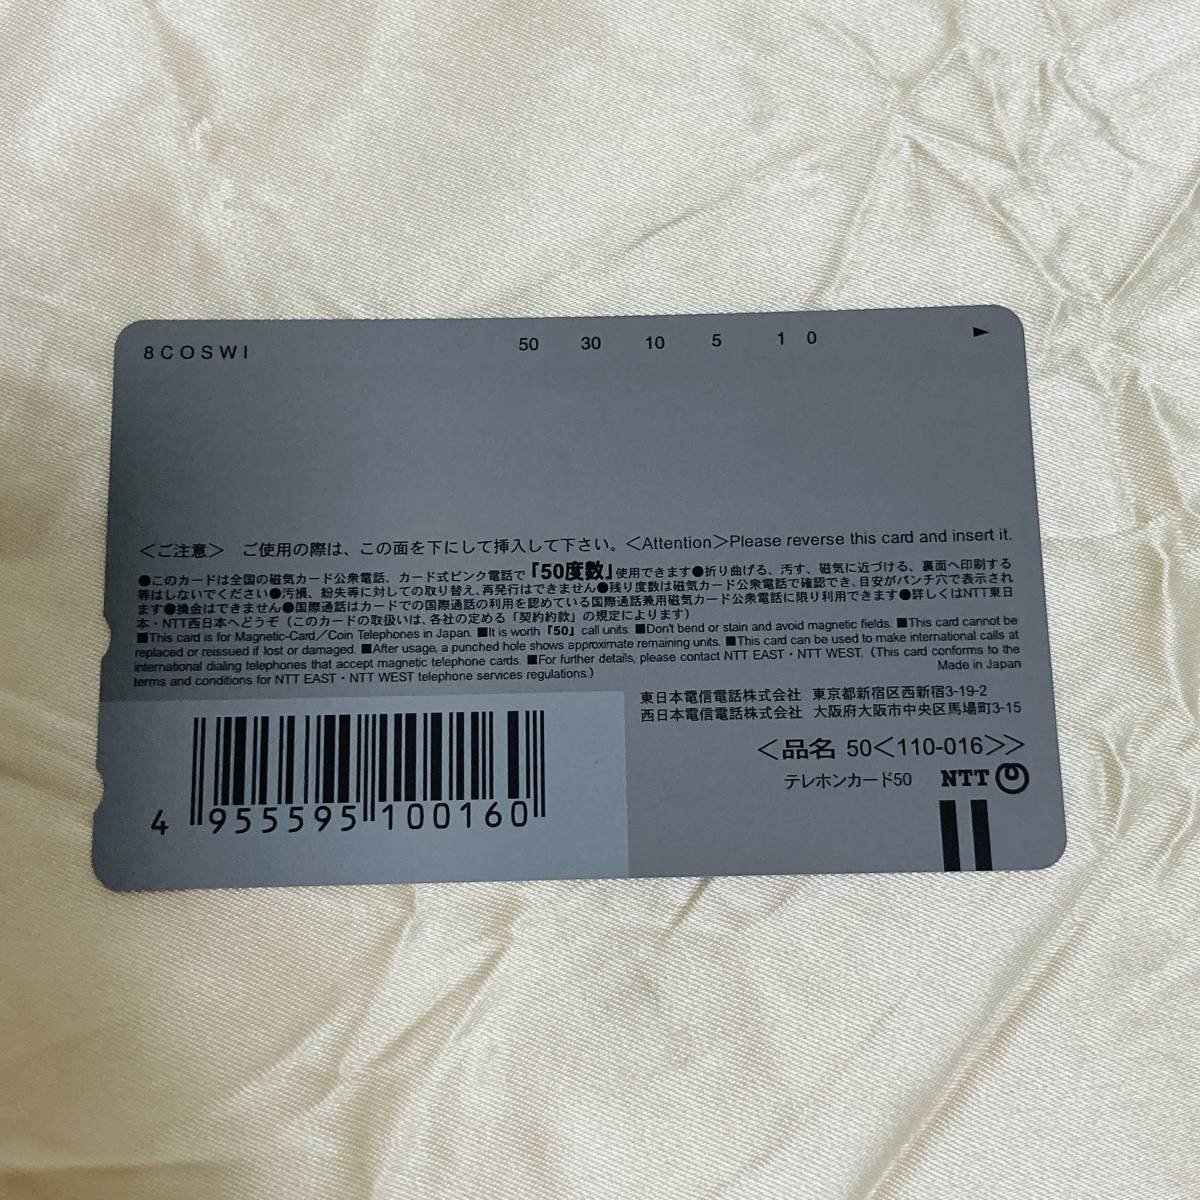 8COSWI 50 30 10 5 1 0 ►
＜ご注意＞ ご使用の際は、この面を下にして挿入して下さい。＜Attention＞Please reverse this card and insert it.
●このカードは全国の磁気カード公衆電話、カード式ピンク電話で「50度数」使用できます●折り曲げる、汚す、磁気に近づける、裏面へ印刷する
等はしないでください●汚損、紛失等に対しての取り替え、再発行はできません●残り度数は磁気カード公衆電話で確認でき、目安がパンチ穴で表示され
ます●換金はできません●国際通話はカードでの国際通話の利用を認めている国際通話兼用磁気カード公衆電話に限り利用できます●詳しくはNTT東日
本・NTT西日本へどうぞ（このカードの取扱いは、各社の定める「契約約款」の規定によります）
■This card is for Magnetic-Card／Coin Telephones in Japan. ■It is worth「50」call units. ■Don't bend or stain and avoid magnetic fields. ■This card cannot be
replaced or reissued if lost or damaged. ■After usage, a punched hole shows approximate remaining units. ■This card can be used to make international calls at
international dialing telephones that accept magnetic telephone cards. ■For further details, please contact NTT EAST・NTT WEST.（This card conforms to the
terms and conditions for NTT EAST・NTT WEST telephone services regulations.） Made in Japan
東日本電信電話株式会社 東京都新宿区西新宿3-19-2
西日本電信電話株式会社 大阪府大阪市中央区馬場町3-15
＜品名 50＜110-016＞＞
テレホンカード50 NTT
4 955595 100160